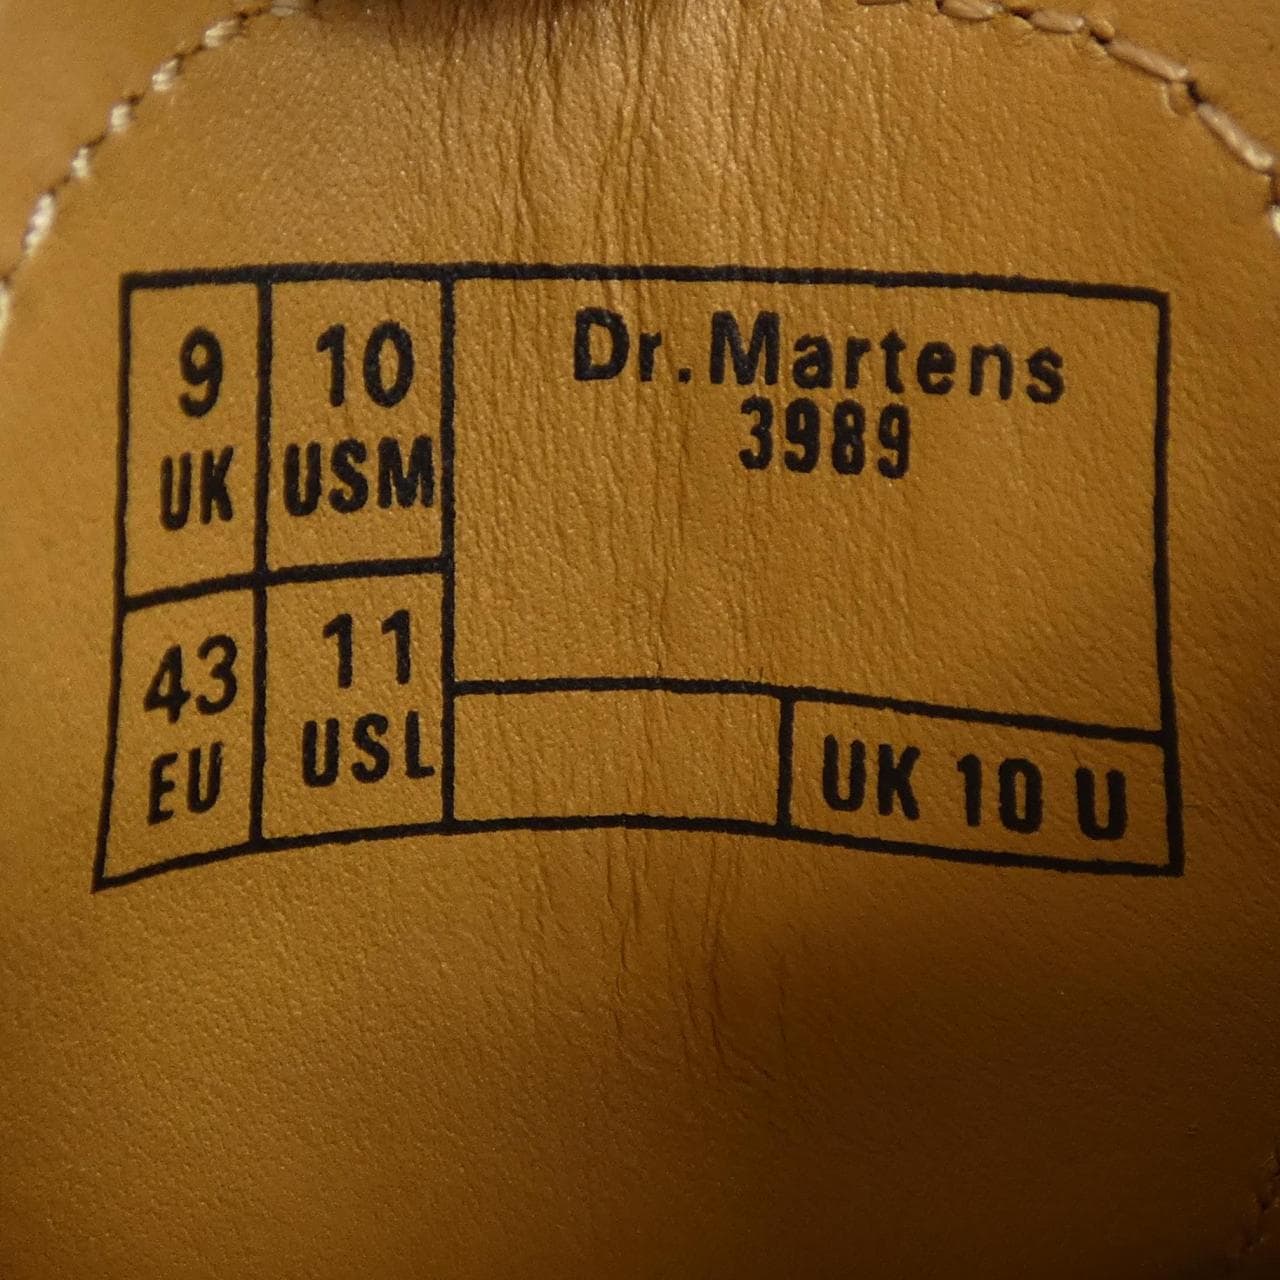 9
UK
10
USM
Dr.Martens
3989
43
EU
11
USL
UK 10 U